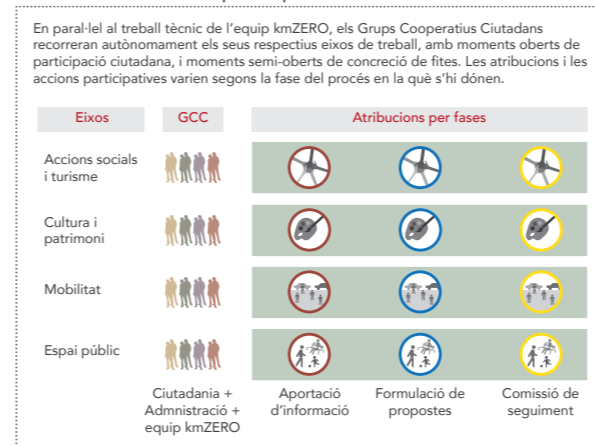 En paral·lel al treball tècnic de l'equip kmZERO, els Grups Cooperatius Ciutadans
recorreran autònomament els seus respectius eixos de treball, amb moments oberts de
participació ciutadana, i moments semi-oberts de concreció de fites. Les atribucions i les
accions participatives varien segons la fase del procés en la què s'hi dónen.
Eixos GCC Atribucions per fases
Accions socials
i turisme
Cultura i
patrimoni
Mobilitat
Espai públic
Ciutadania +
Admnistració +
equip kmZERO
Aportació
d'informació
Formulació de
propostes
Comissió de
seguiment